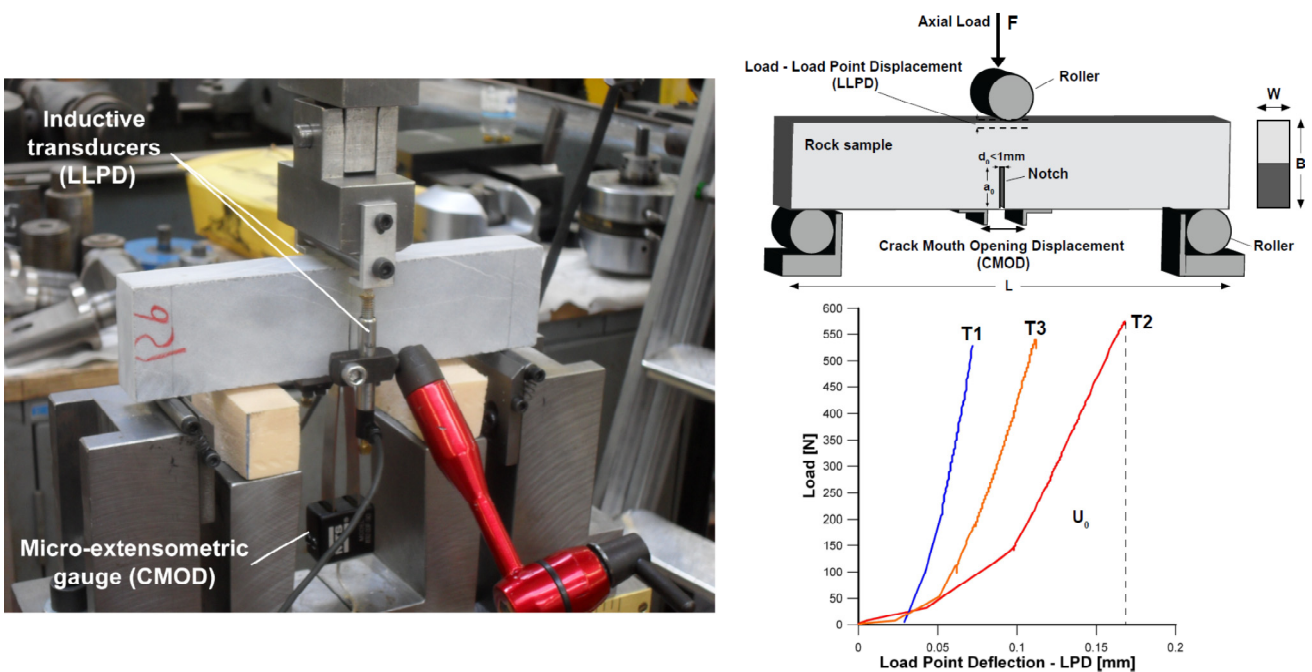 Inductive
transducers
(LLPD)
126
Micro-extensometric
gauge (CMOD)
Axial Load F
Load - Load Point Displacement
(LLPD)
Roller
W
Rock sample
d₀<1mm
Notch
a₀
B
Crack Mouth Opening Displacement
(CMOD)
Roller
L
600
550
500
450
400
350
300
250
200
150
100
50
0
Load [N]
T1
T3
T2
U₀
0 0.05 0.1 0.15 0.2
Load Point Deflection - LPD [mm]